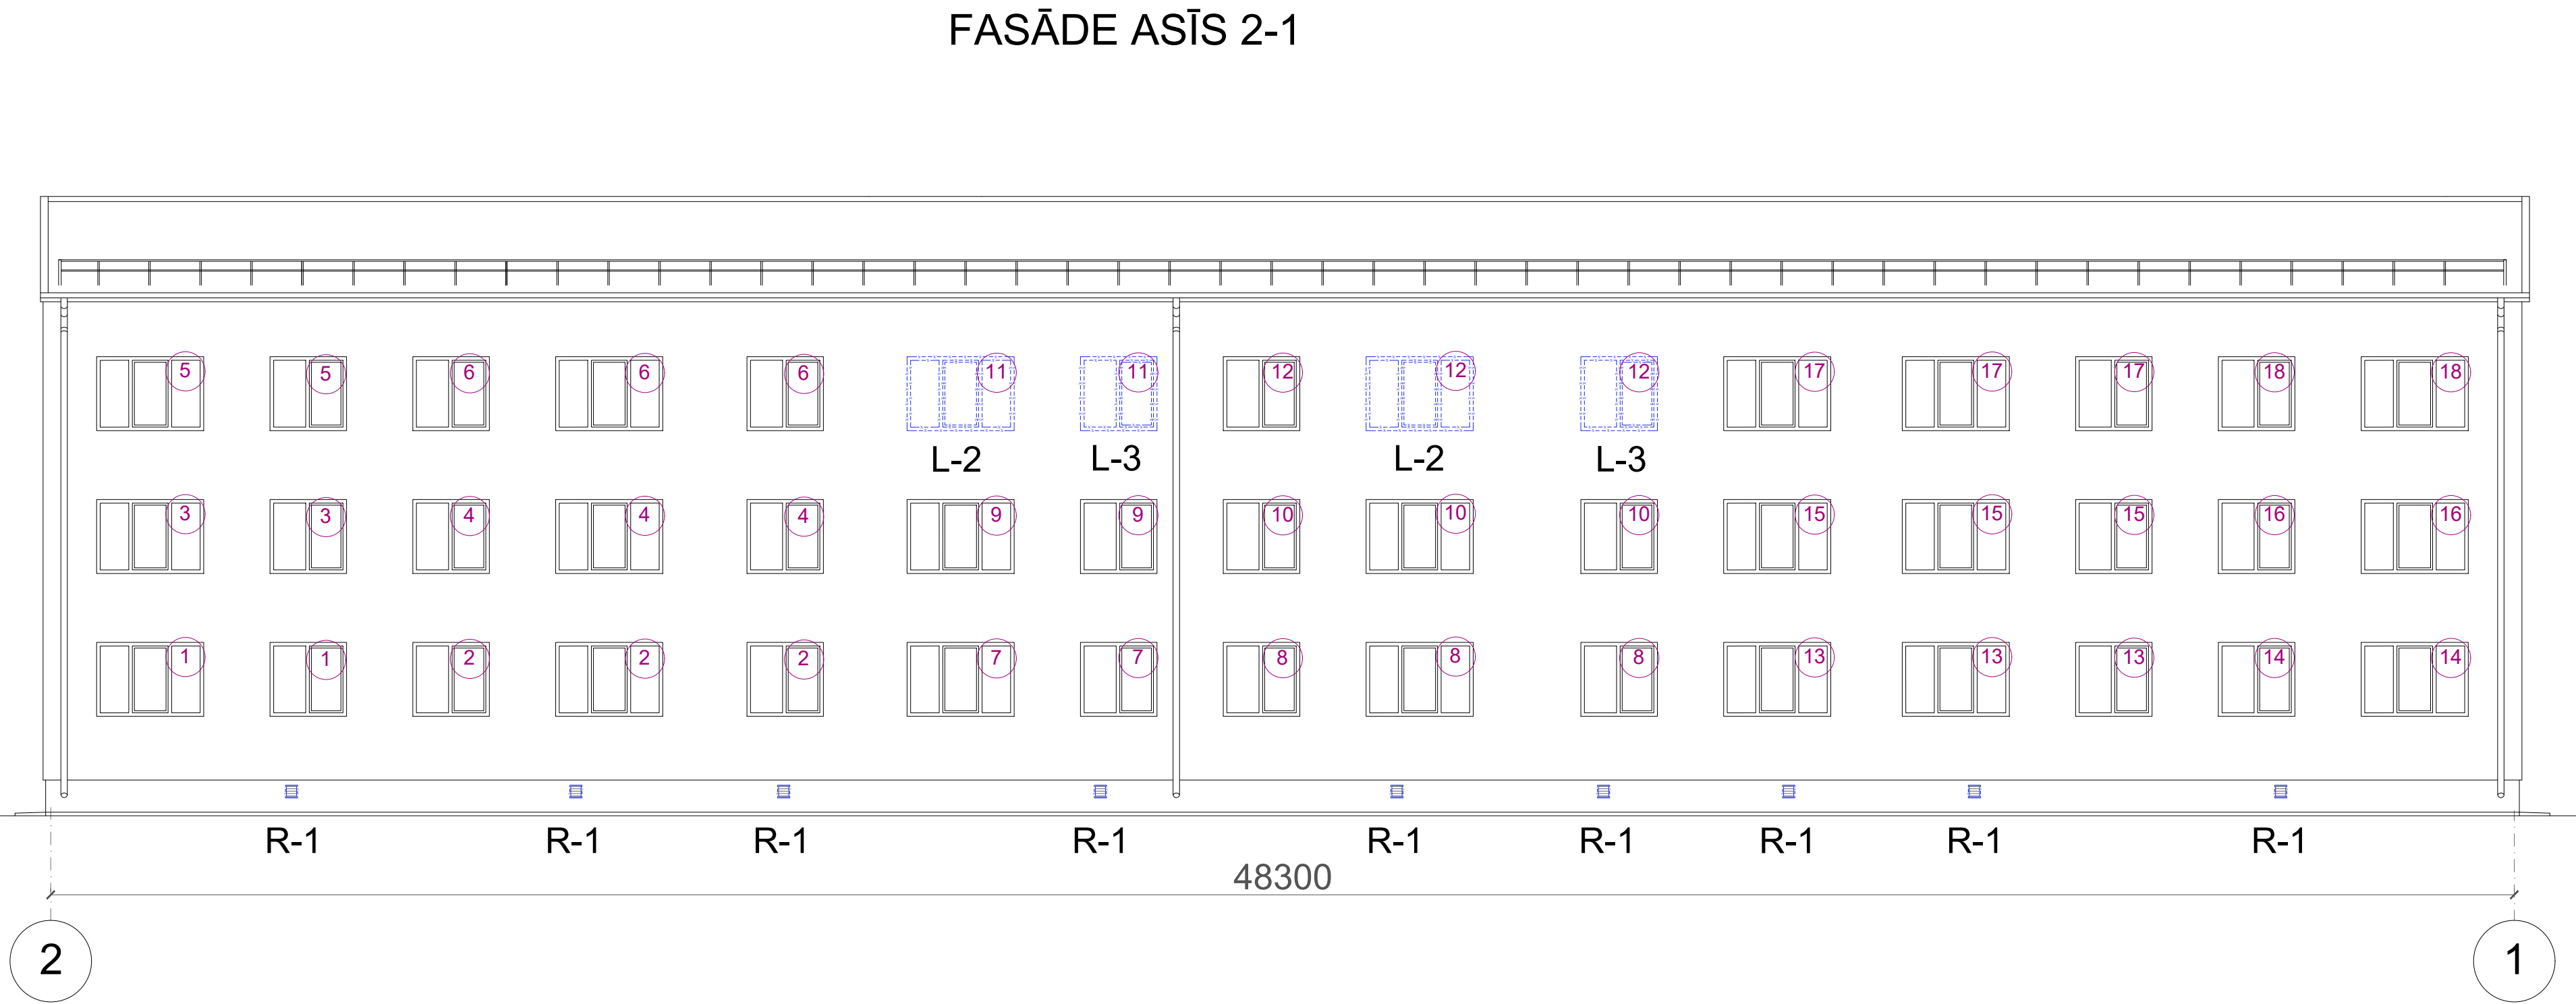 FASĀDE ASĪS 2-1
5 5 6 6 6 11 11 12 12 12 17 17 17 18 18
L-2 L-3 L-2 L-3
3 3 4 4 4 9 9 10 10 10 15 15 15 16 16
1 1 2 2 2 7 7 8 8 8 13 13 13 14 14
R-1 R-1 R-1 R-1 R-1 R-1 R-1 R-1 R-1
48300
2 1